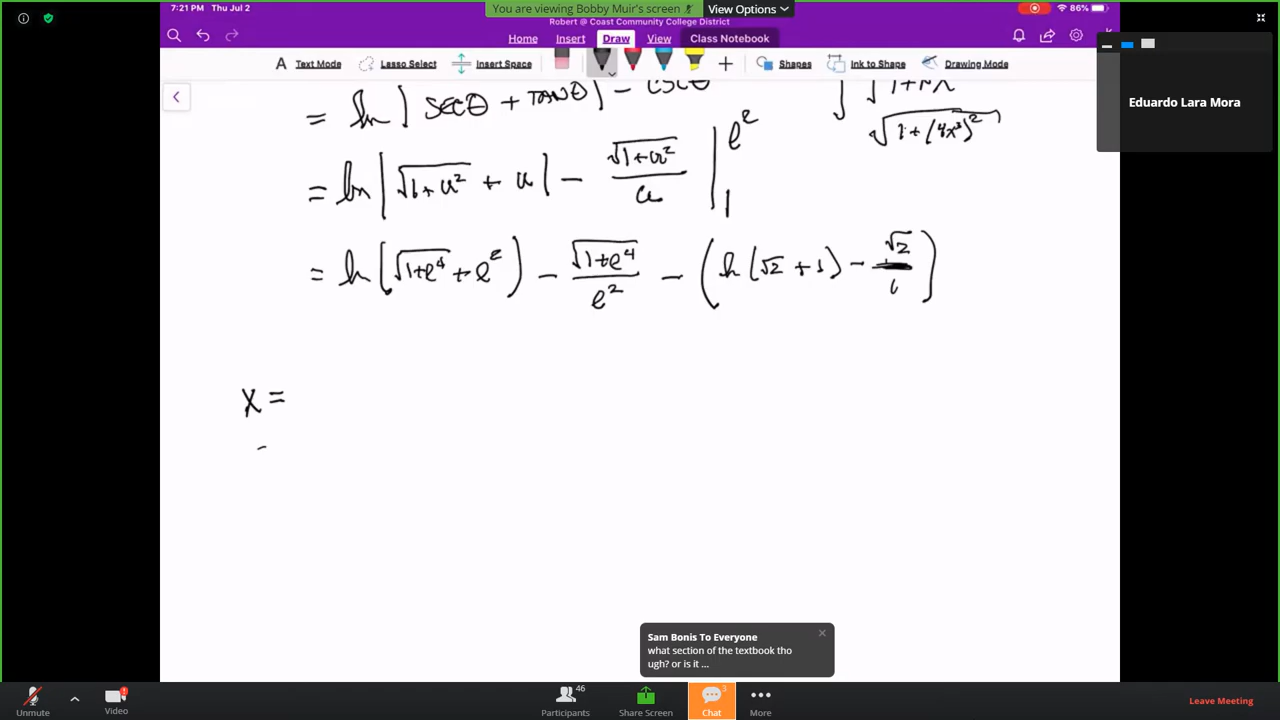 7:21 PM Thu Jul 2
You are viewing Bobby Muir's screen
View Options
86%
Robert @ Coast Community College District
Home Insert Draw View Class Notebook
Text Mode Lasso Select Insert Space Shapes Ink to Shape Drawing Mode
Eduardo Lara Mora
= ln | SECθ + TANθ | - CSCθ
√1+(4x³)²
= ln | √1+u² + u | - √1+u² / u | e² 1
= ln ( √1+e⁴ + e² ) - √1+e⁴ / e² - ( ln (√2 + 1) - √2 / 1 )
x =
Sam Bonis To Everyone
what section of the textbook tho
ugh? or is it ...
Unmute Video Participants 46 Share Screen Chat 3 More Leave Meeting